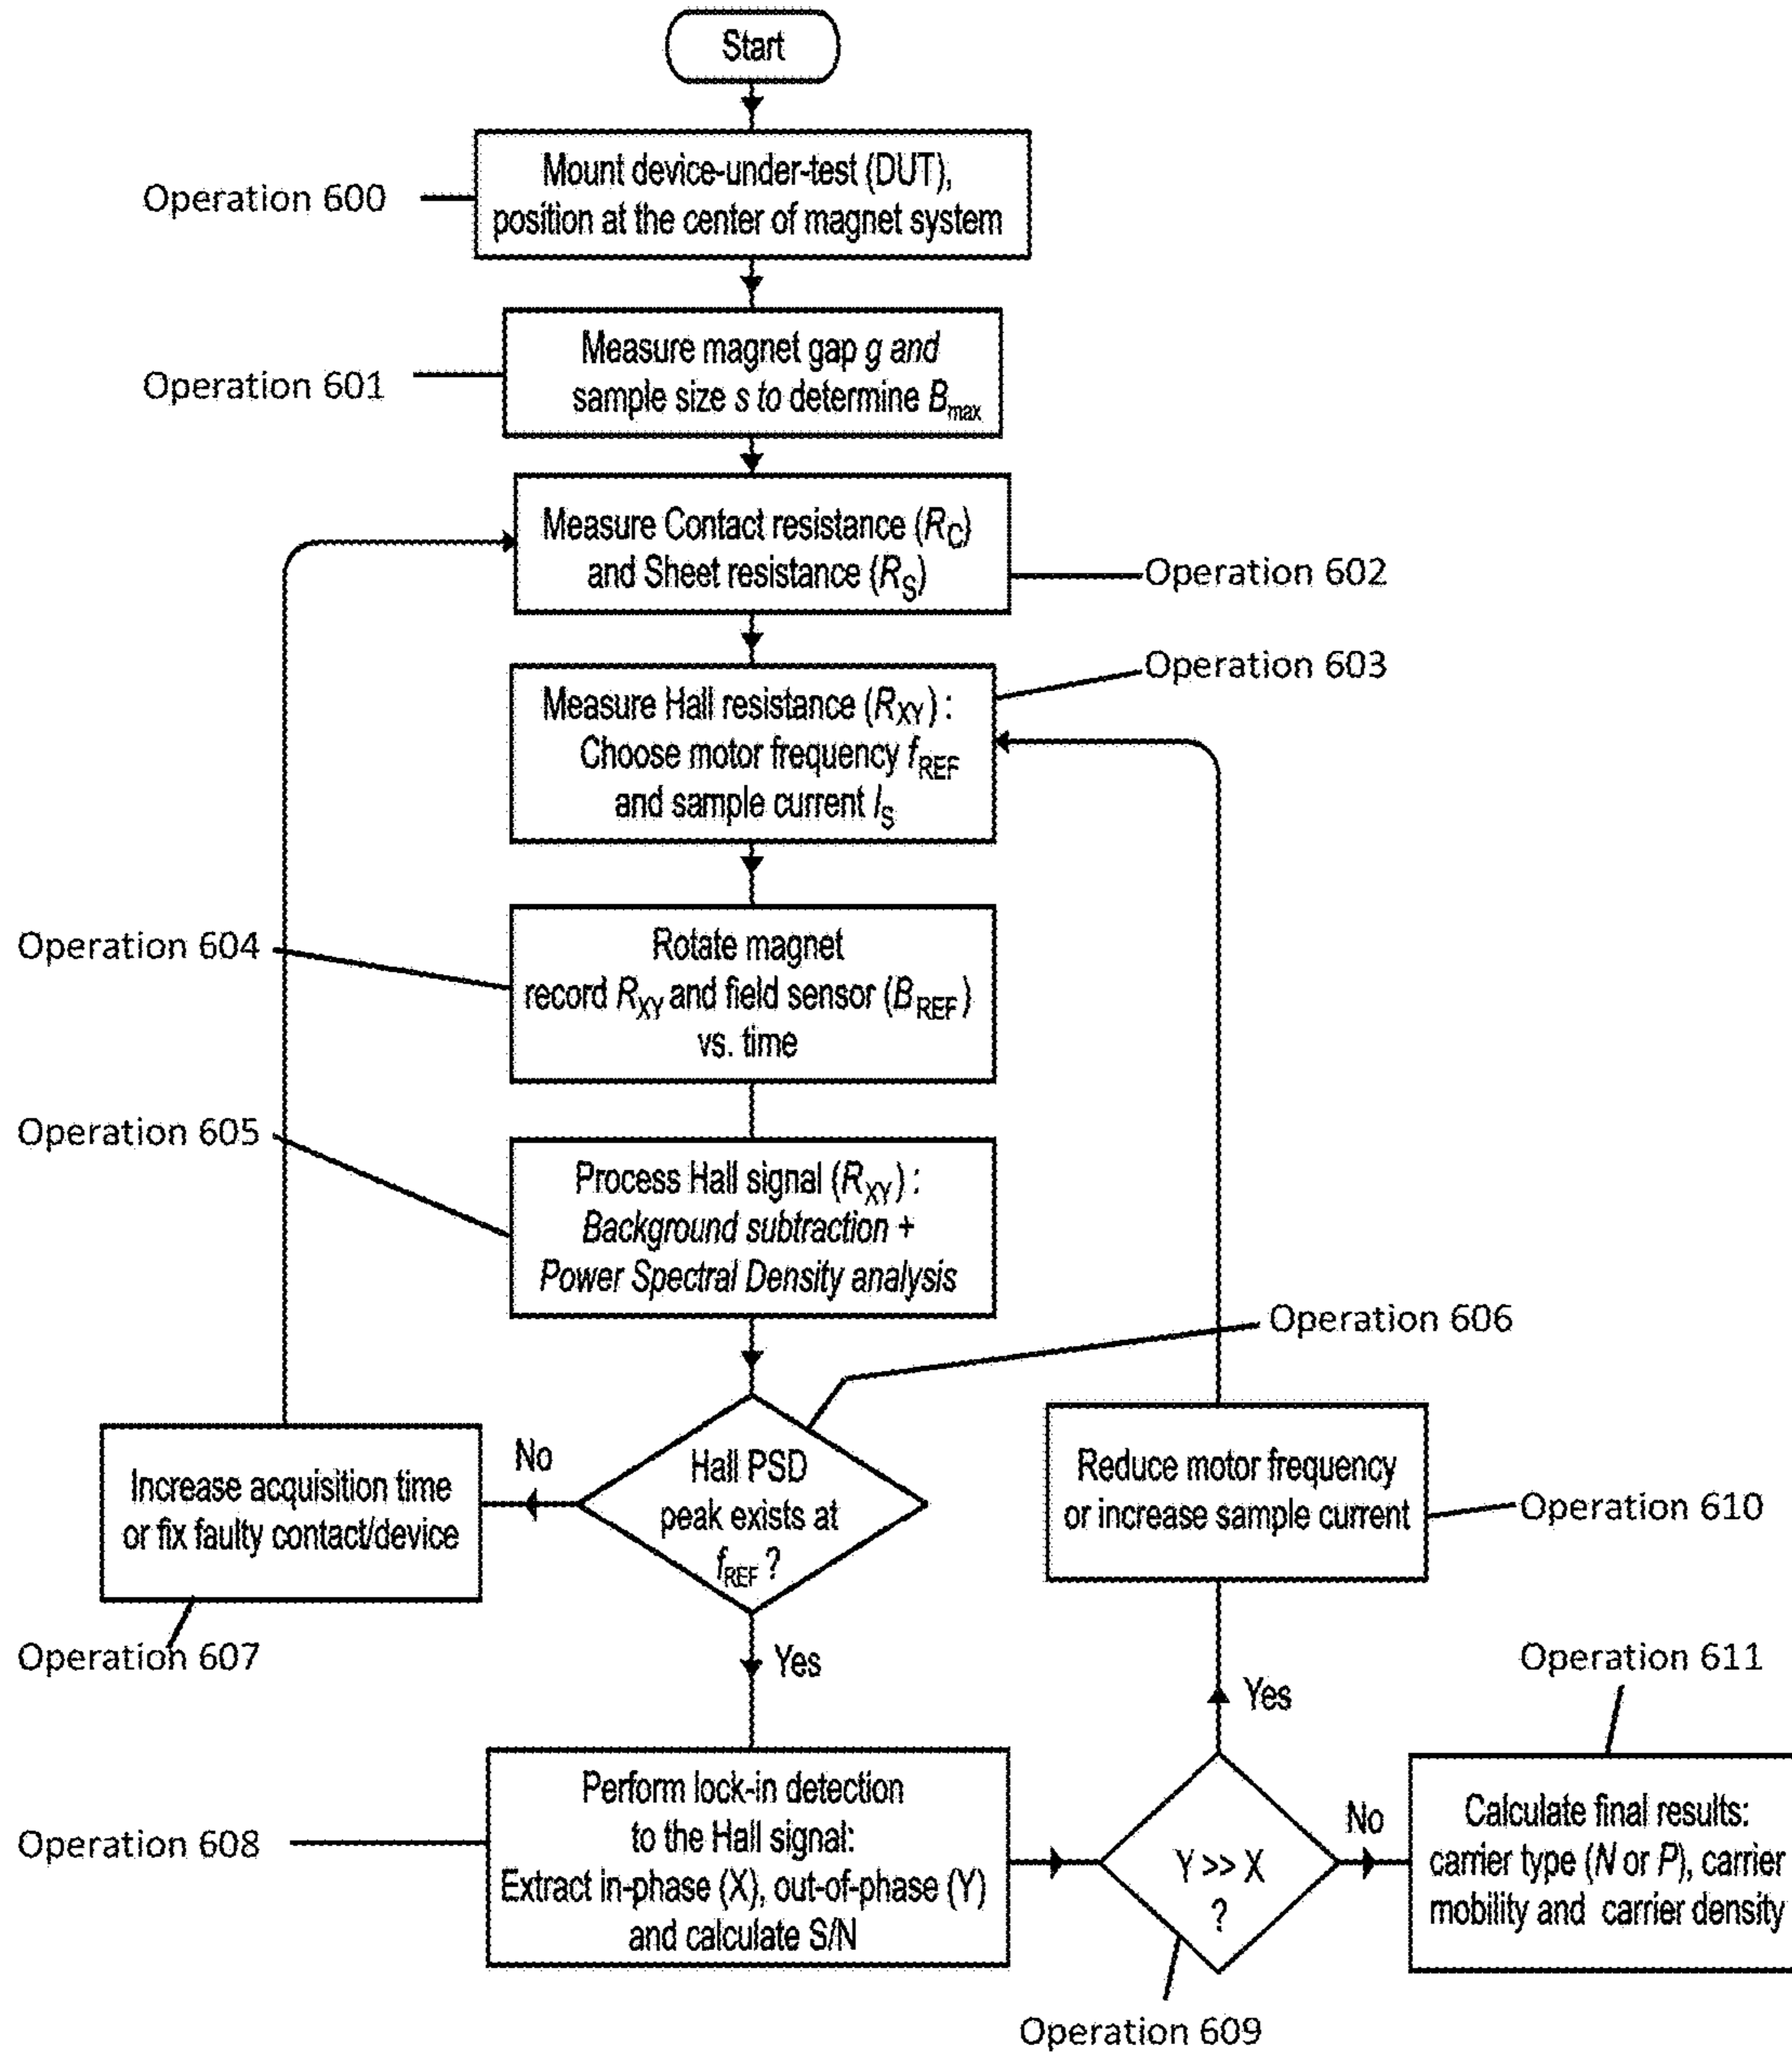 Start
Operation 600
Mount device-under-test (DUT),
position at the center of magnet system
Operation 601
Measure magnet gap g and
sample size s to determine Bmax
Measure Contact resistance (RC)
and Sheet resistance (RS)
Operation 602
Operation 603
Measure Hall resistance (RXY) :
Choose motor frequency fREF
and sample current IS
Operation 604
Rotate magnet
record RXY and field sensor (BREF)
vs. time
Operation 605
Process Hall signal (RXY) :
Background subtraction +
Power Spectral Density analysis
Operation 606
Hall PSD
peak exists at
fREF ?
No
Increase acquisition time
or fix faulty contact/device
Operation 607
Yes
Reduce motor frequency
or increase sample current
Operation 610
Operation 608
Perform lock-in detection
to the Hall signal:
Extract in-phase (X), out-of-phase (Y)
and calculate S/N
Y >> X
?
Operation 609
Yes
No
Operation 611
Calculate final results:
carrier type (N or P), carrier
mobility and carrier density